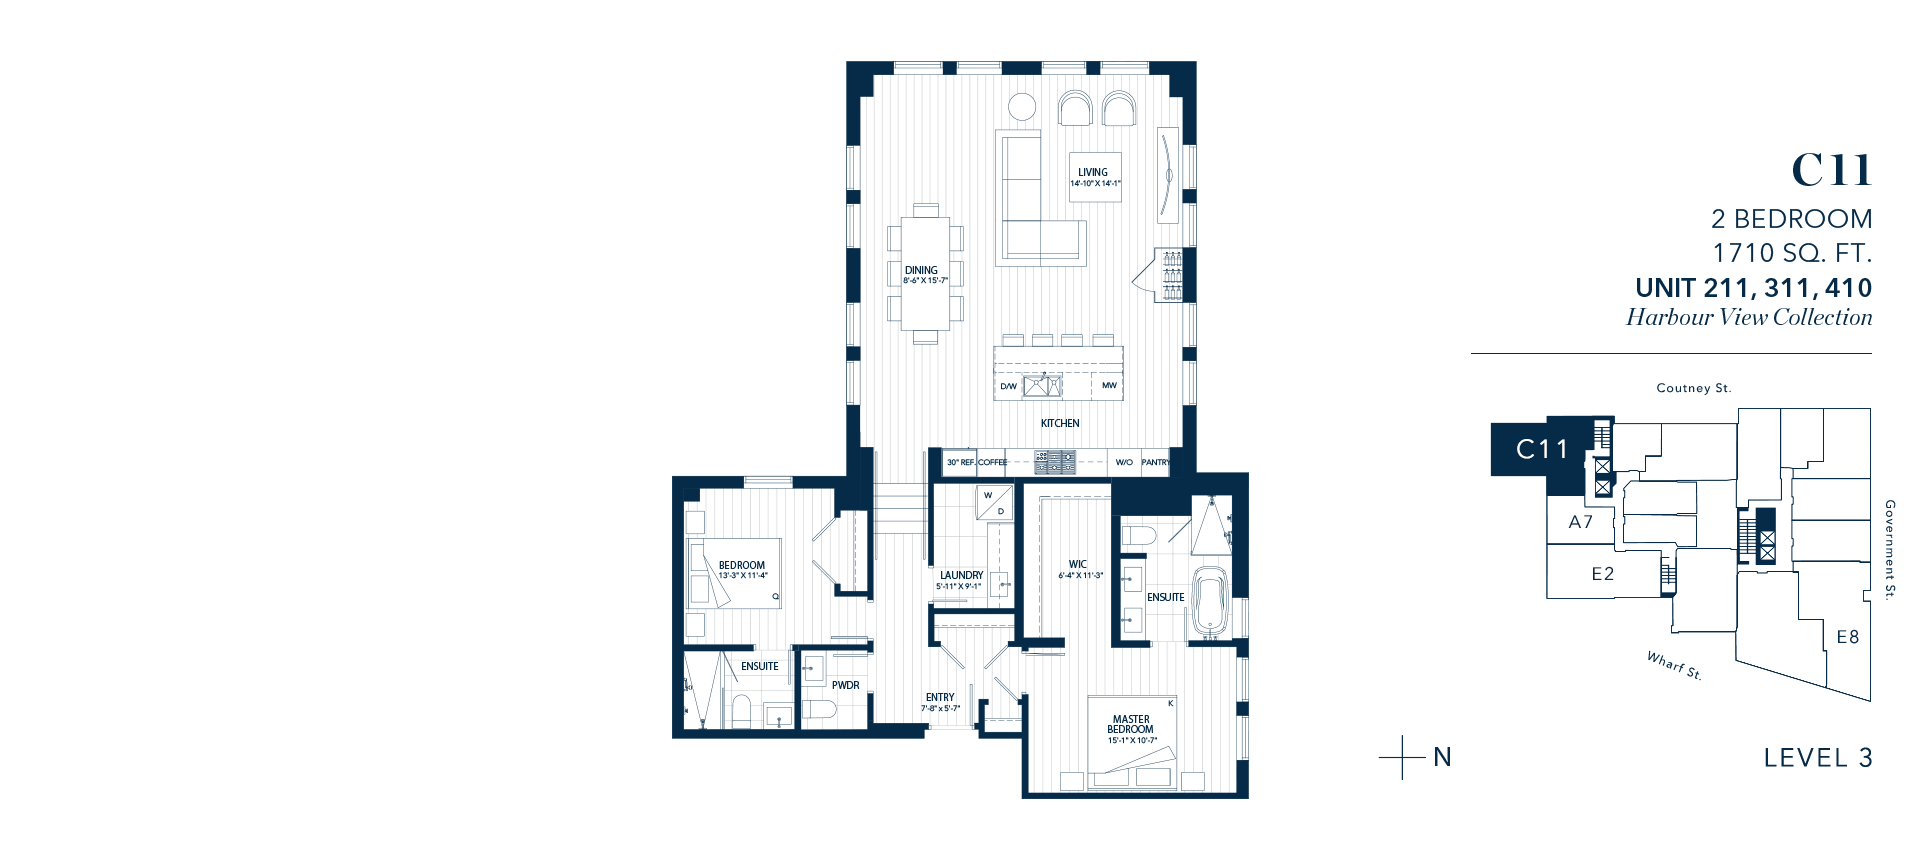 LIVING
14'-10" X 14'-1"
DINING
8'-6" X 15'-7"
D/W
MW
KITCHEN
30" REF.
COFFEE
W/O
PANTRY
W
D
BEDROOM
13'-3" X 11'-4"
Q
LAUNDRY
5'-11" X 9'-1"
WIC
6'-4" X 11'-3"
ENSUITE
ENSUITE
PWDR
ENTRY
7'-8" x 5'-7"
K
MASTER
BEDROOM
15'-1" X 10'-7"
C11
2 BEDROOM
1710 SQ. FT.
UNIT 211, 311, 410
Harbour View Collection
Coutney St.
C11
A7
E2
E8
Government St.
Wharf St.
N
LEVEL 3